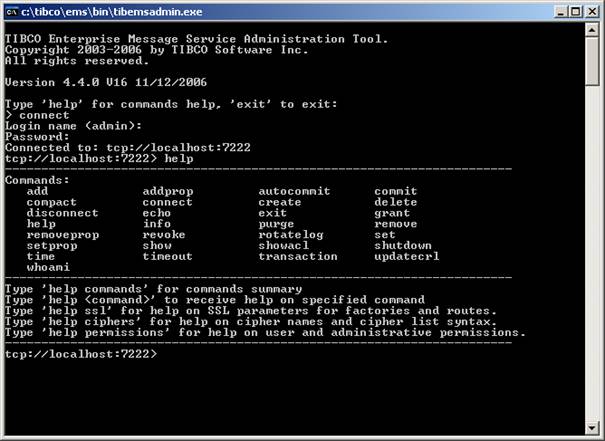 c:\tibco\ems\bin\tibemsadmin.exe
TIBCO Enterprise Message Service Administration Tool.
Copyright 2003-2006 by TIBCO Software Inc.
All rights reserved.
Version 4.4.0 V16 11/12/2006
Type 'help' for commands help, 'exit' to exit:
> connect
Login name (admin):
Password:
Connected to: tcp://localhost:7222
tcp://localhost:7222> help
------------------------------------------------------------------------
Commands:
add addprop autocommit commit
compact connect create delete
disconnect echo exit grant
help info purge remove
removeprop revoke rotatelog set
setprop show showacl shutdown
time timeout transaction updatecrl
whoami
------------------------------------------------------------------------
Type 'help commands' for commands summary
Type 'help <command>' to receive help on specified command
Type 'help ssl' for help on SSL parameters for factories and routes.
Type 'help ciphers' for help on cipher names and cipher list syntax.
Type 'help permissions' for help on user and administrative permissions.
------------------------------------------------------------------------
tcp://localhost:7222>